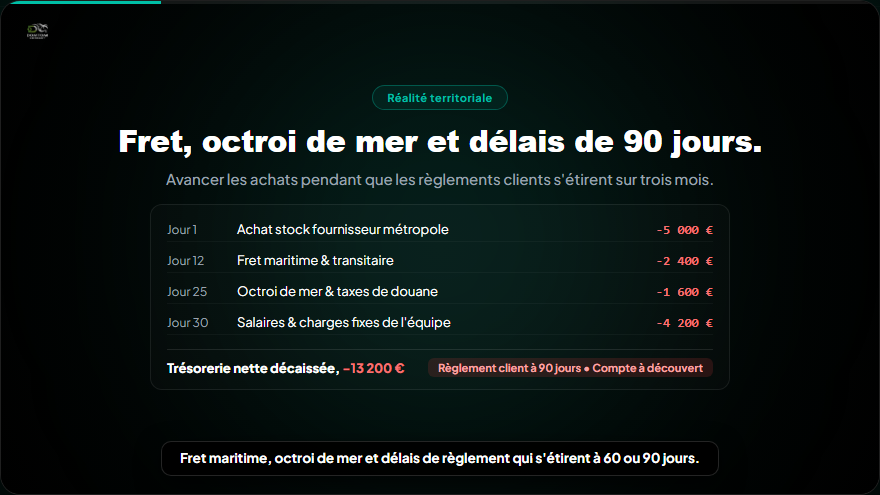 Réalité territoriale
Fret, octroi de mer et délais de 90 jours.
Avancer les achats pendant que les règlements clients s'étirent sur trois mois.
Jour 1 Achat stock fournisseur métropole -5 000 €
Jour 12 Fret maritime & transitaire -2 400 €
Jour 25 Octroi de mer & taxes de douane -1 600 €
Jour 30 Salaires & charges fixes de l'équipe -4 200 €
Trésorerie nette décaissée, -13 200 € Règlement client à 90 jours • Compte à découvert
Fret maritime, octroi de mer et délais de règlement qui s'étirent à 60 ou 90 jours.